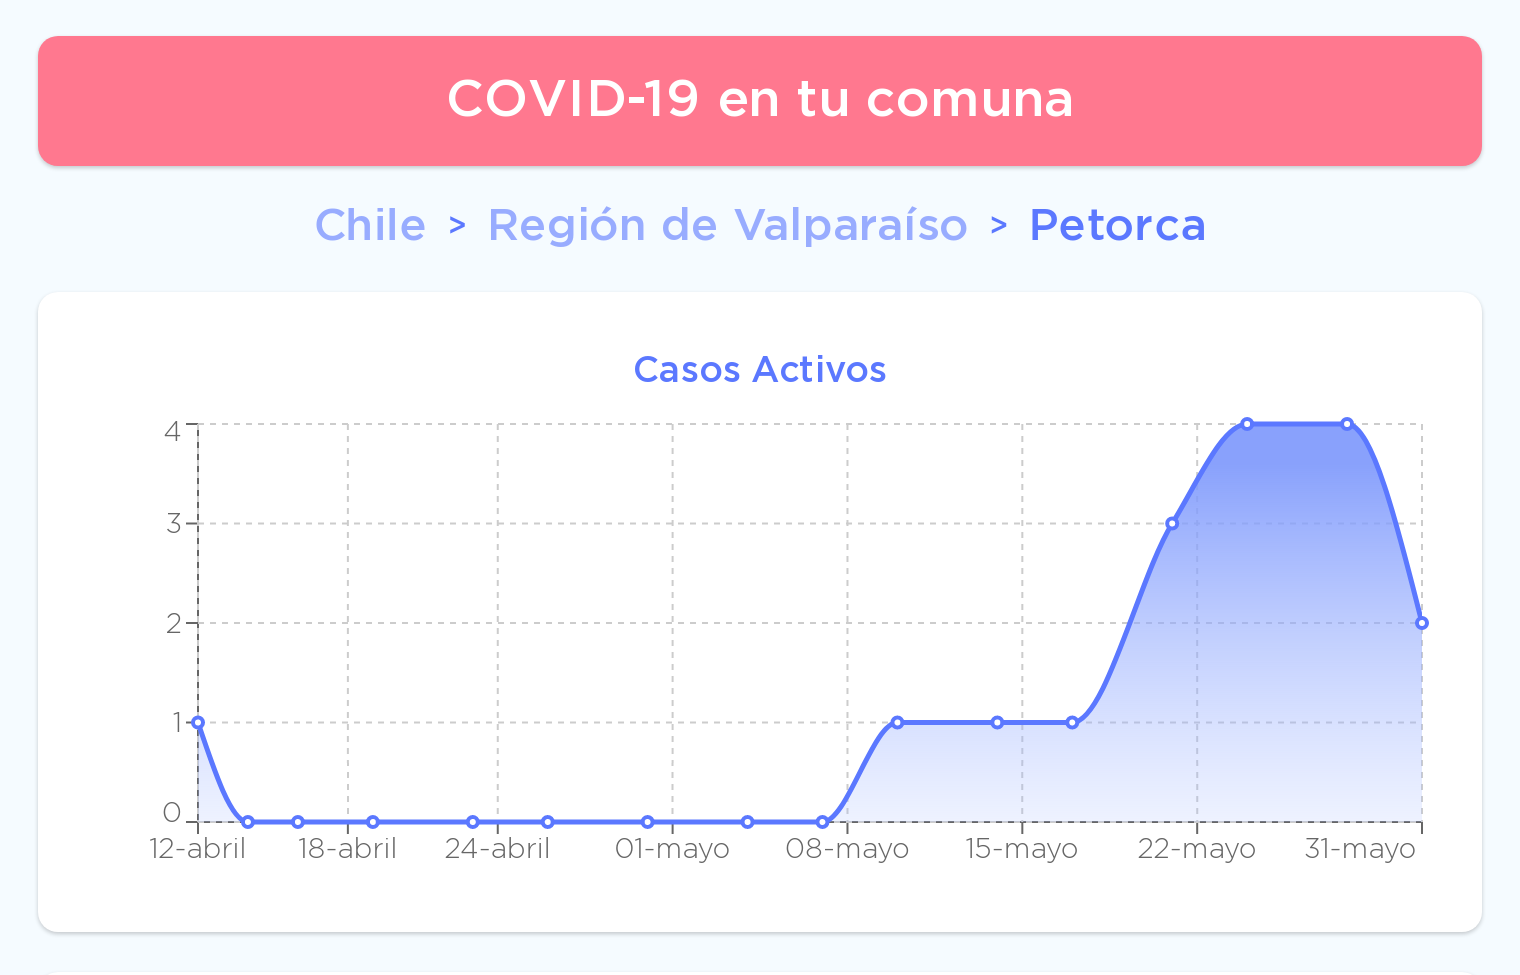 COVID-19 en tu comuna
Chile > Región de Valparaíso > Petorca
Casos Activos
4
3
2
1
0
12-abril 18-abril 24-abril 01-mayo 08-mayo 15-mayo 22-mayo 31-mayo